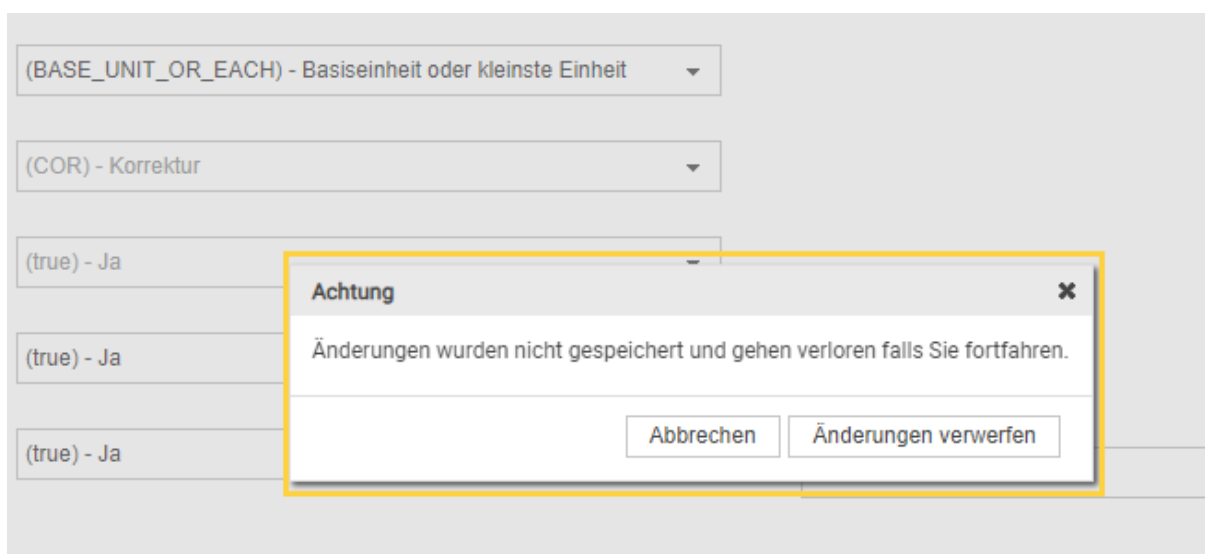 (BASE_UNIT_OR_EACH) - Basiseinheit oder kleinste Einheit
(COR) - Korrektur
(true) - Ja
Achtung
Änderungen wurden nicht gespeichert und gehen verloren falls Sie fortfahren.
(true) - Ja
Abbrechen Änderungen verwerfen
(true) - Ja